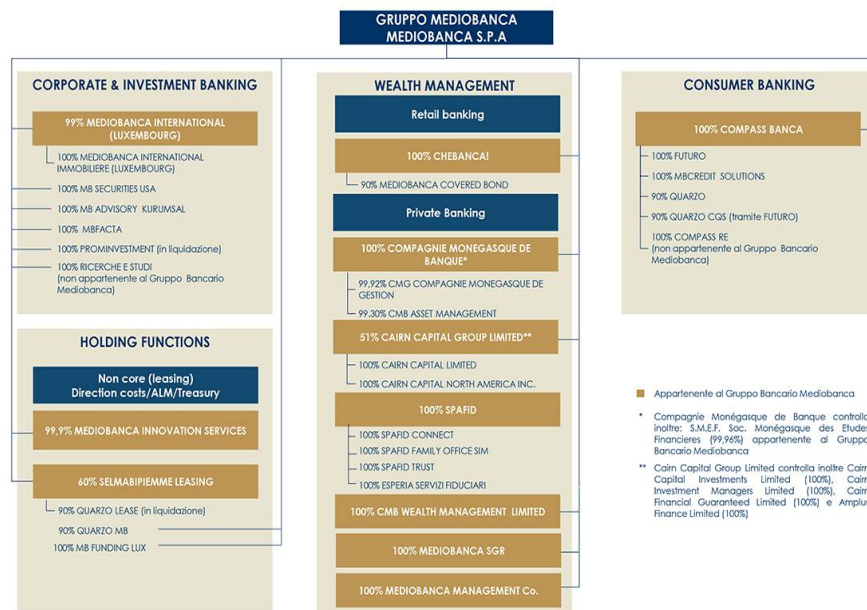 GRUPPO MEDIOBANCA
MEDIOBANCA S.P.A
CORPORATE & INVESTMENT BANKING
99% MEDIOBANCA INTERNATIONAL
(LUXEMBOURG)
100% MEDIOBANCA INTERNATIONAL
IMMOBILIERE (LUXEMBOURG)
100% MB SECURITIES USA
100% MB ADVISORY KURUMSAL
100% MBFACTA
100% PROMINVESTMENT (in liquidazione)
100% RICERCHE E STUDI
(non appartenente al Gruppo Bancario
Mediobanca)
HOLDING FUNCTIONS
Non core (leasing)
Direction costs/ALM/Treasury
99,9% MEDIOBANCA INNOVATION SERVICES
60% SELMABIPIEMME LEASING
90% QUARZO LEASE (in liquidazione)
90% QUARZO MB
100% MB FUNDING LUX
WEALTH MANAGEMENT
Retail banking
100% CHEBANCA!
90% MEDIOBANCA COVERED BOND
Private Banking
100% COMPAGNIE MONEGASQUE DE
BANQUE*
99,92% CMG COMPAGNIE MONEGASQUE DE
GESTION
99.30% CMB ASSET MANAGEMENT
51% CAIRN CAPITAL GROUP LIMITED**
100% CAIRN CAPITAL LIMITED
100% CAIRN CAPITAL NORTH AMERICA INC.
100% SPAFID
100% SPAFID CONNECT
100% SPAFID FAMILY OFFICE SIM
100% SPAFID TRUST
100% ESPERIA SERVIZI FIDUCIARI
100% CMB WEALTH MANAGEMENT LIMITED
100% MEDIOBANCA SGR
100% MEDIOBANCA MANAGEMENT Co.
CONSUMER BANKING
100% COMPASS BANCA
100% FUTURO
100% MBCREDIT SOLUTIONS
90% QUARZO
90% QUARZO CQS (tramite FUTURO)
100% COMPASS RE
(non appartenente al Gruppo Bancario
Mediobanca)
Appartenente al Gruppo Bancario Mediobanca
* Compagnie Monégasque de Banque controlla
inoltre: S.M.E.F. Soc. Monégasque des Etudes
Financieres (99,96%) appartenente al Gruppo
Bancario Mediobanca
** Cairn Capital Group Limited controlla inoltre Cairn
Capital Investments Limited (100%), Cairn
Investment Managers Limited (100%), Cairn
Financial Guaranteed Limited (100%) e Amplus
Finance Limited (100%)